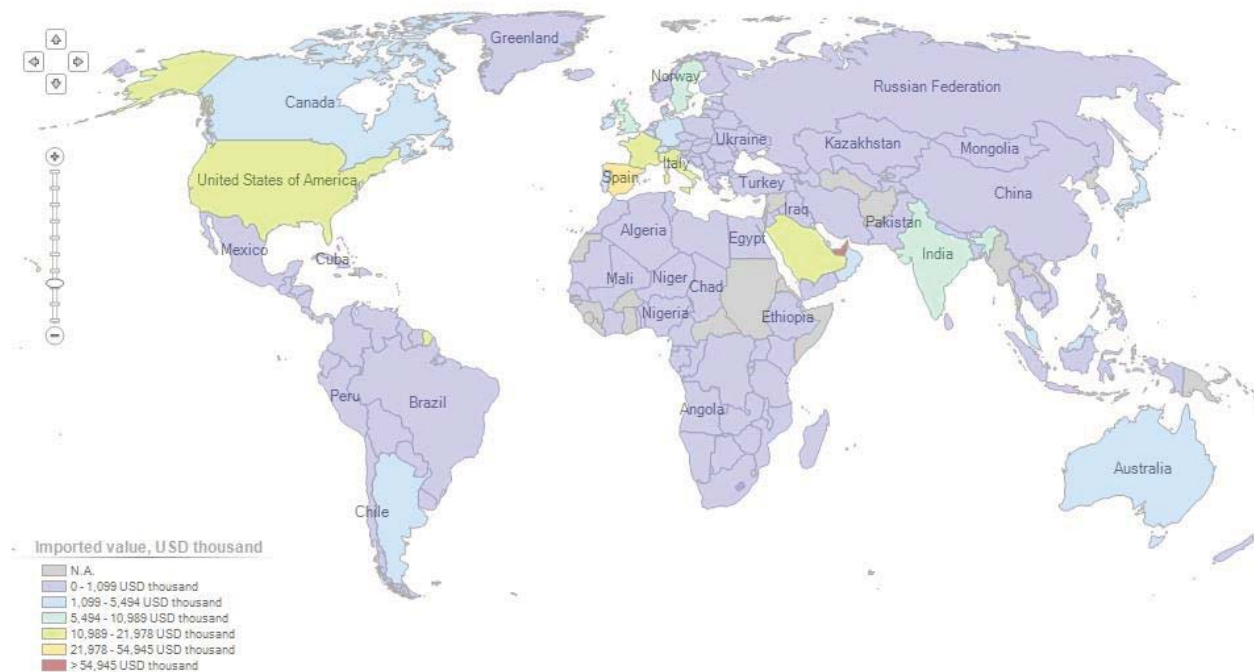 Greenland
Norway
Russian Federation
Canada
Ukraine
Kazakhstan
Mongolia
Italy
United States of America
Spain
Turkey
China
Iraq
Pakistan
Algeria
Egypt
Mexico
India
Cuba
Mali
Niger
Chad
Nigeria
Ethiopia
Peru
Brazil
Angola
Australia
Chile
Imported value, USD thousand
N.A.
0 - 1,099 USD thousand
1,099 - 5,494 USD thousand
5,494 - 10,989 USD thousand
10,989 - 21,978 USD thousand
21,978 - 54,945 USD thousand
> 54,945 USD thousand